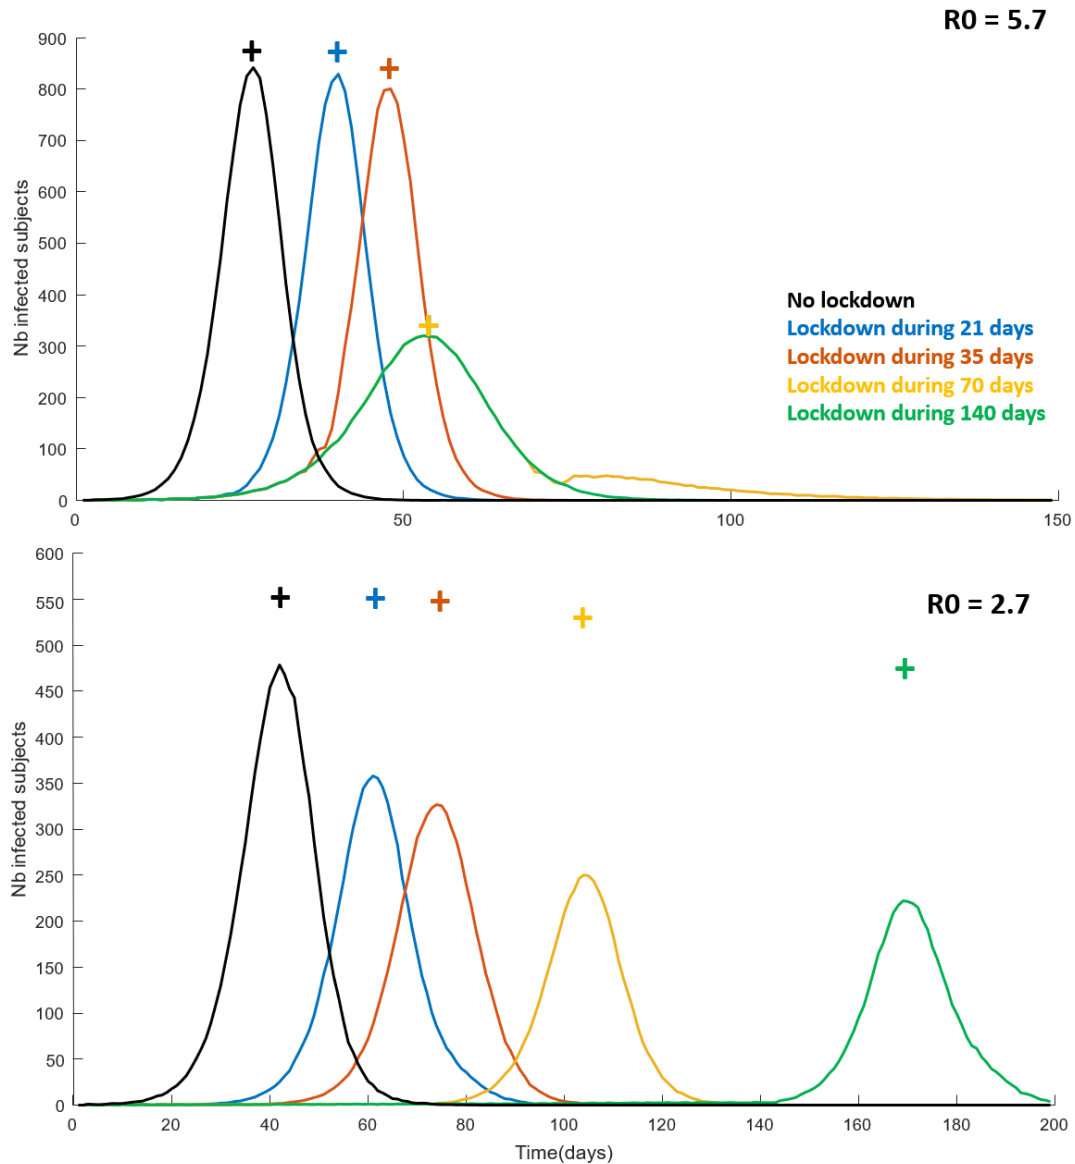 R0 = 5.7
900
800
700
600
500
400
300
200
100
0
Nb infected subjects
No lockdown
Lockdown during 21 days
Lockdown during 35 days
Lockdown during 70 days
Lockdown during 140 days
0 50 100 150
R0 = 2.7
600
550
500
450
400
350
300
250
200
150
100
50
0
Nb infected subjects
0 20 40 60 80 100 120 140 160 180 200
Time(days)